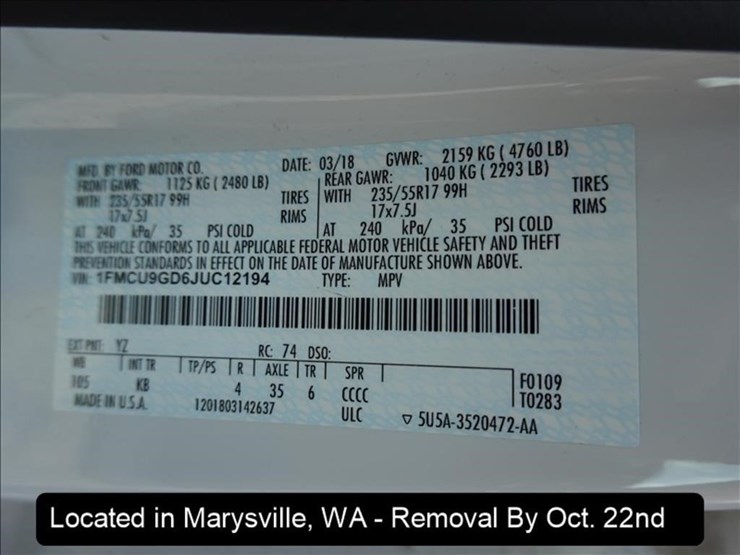 MFD. BY FORD MOTOR CO. DATE: 03/18 GVWR: 2159 KG ( 4760 LB)
FRONT GAWR: 1125 KG ( 2480 LB) REAR GAWR: 1040 KG ( 2293 LB)
WITH 235/55R17 99H TIRES WITH 235/55R17 99H TIRES
17x7.5J RIMS 17x7.5J RIMS
AT 240 kPa/ 35 PSI COLD AT 240 kPa/ 35 PSI COLD
THIS VEHICLE CONFORMS TO ALL APPLICABLE FEDERAL MOTOR VEHICLE SAFETY AND THEFT
PREVENTION STANDARDS IN EFFECT ON THE DATE OF MANUFACTURE SHOWN ABOVE.
VIN: 1FMCU9GD6JUC12194 TYPE: MPV
EXT PNT: YZ RC: 74 DSO:
WB INT TR TP/PS R AXLE TR SPR
105 KB 4 35 6 CCCC F0109
MADE IN U.S.A. 1201803142637 ULC T0283
5U5A-3520472-AA
Located in Marysville, WA - Removal By Oct. 22nd